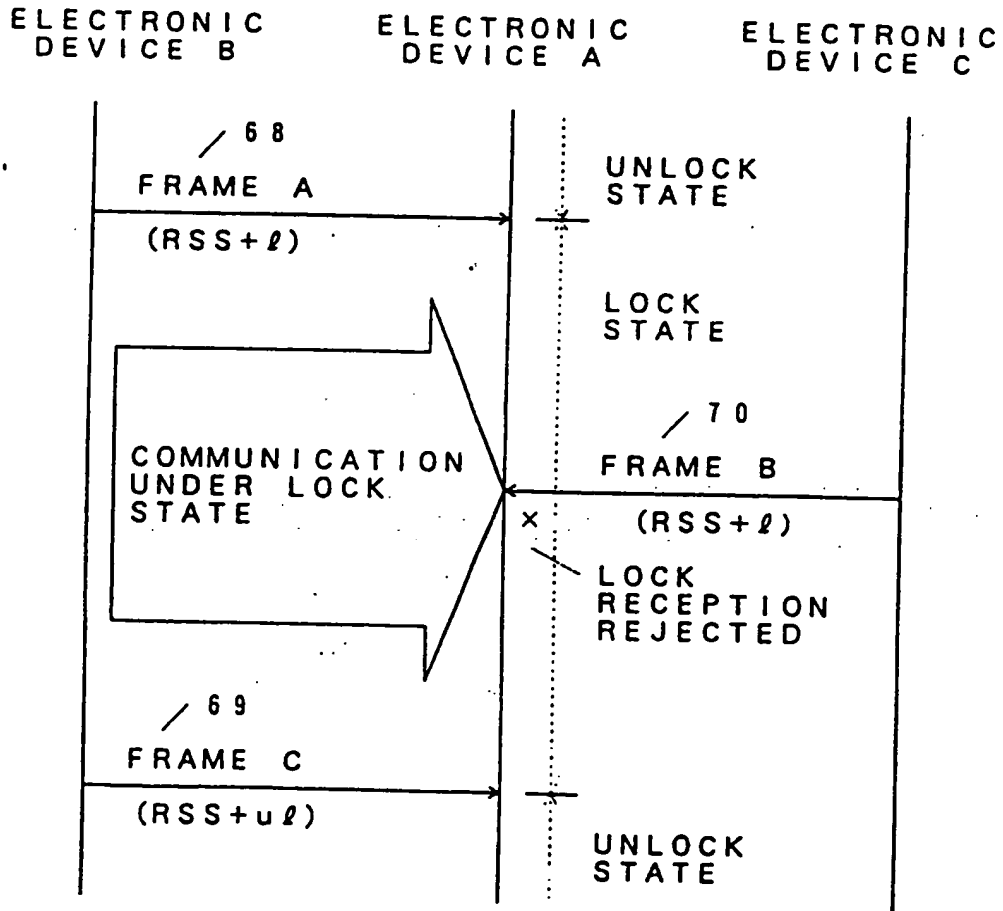 ELECTRONIC
DEVICE B
ELECTRONIC
DEVICE A
ELECTRONIC
DEVICE C
68
FRAME A
(RSS+ℓ)
UNLOCK
STATE
LOCK
STATE
COMMUNICATION
UNDER LOCK
STATE
70
FRAME B
(RSS+ℓ)
×
LOCK
RECEPTION
REJECTED
69
FRAME C
(RSS+uℓ)
UNLOCK
STATE